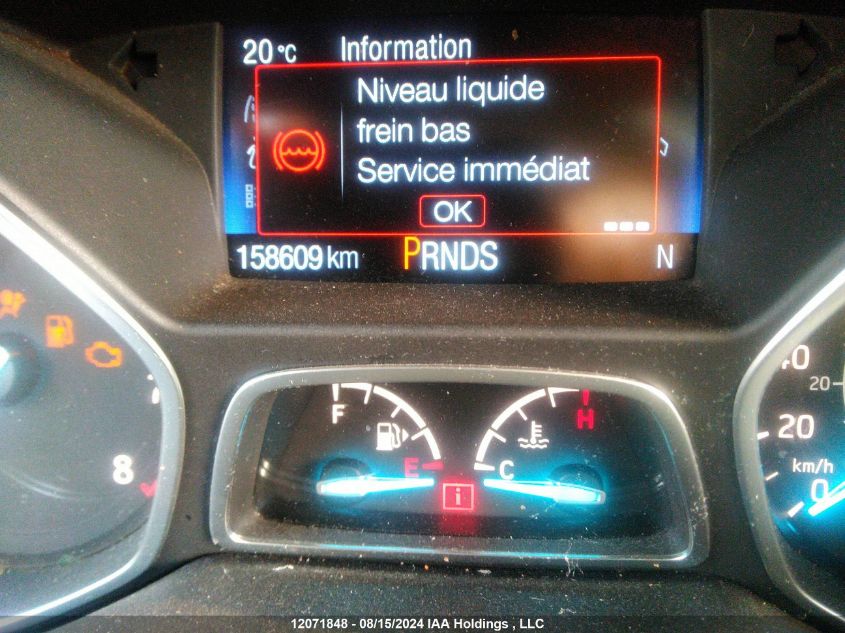 20°C Information
Niveau liquide
frein bas
Service immédiat
OK
158609 km PRNDS N
8
F
E
C
H
i
40
20
20
km/h
0
12071848 - 08/15/2024 IAA Holdings , LLC